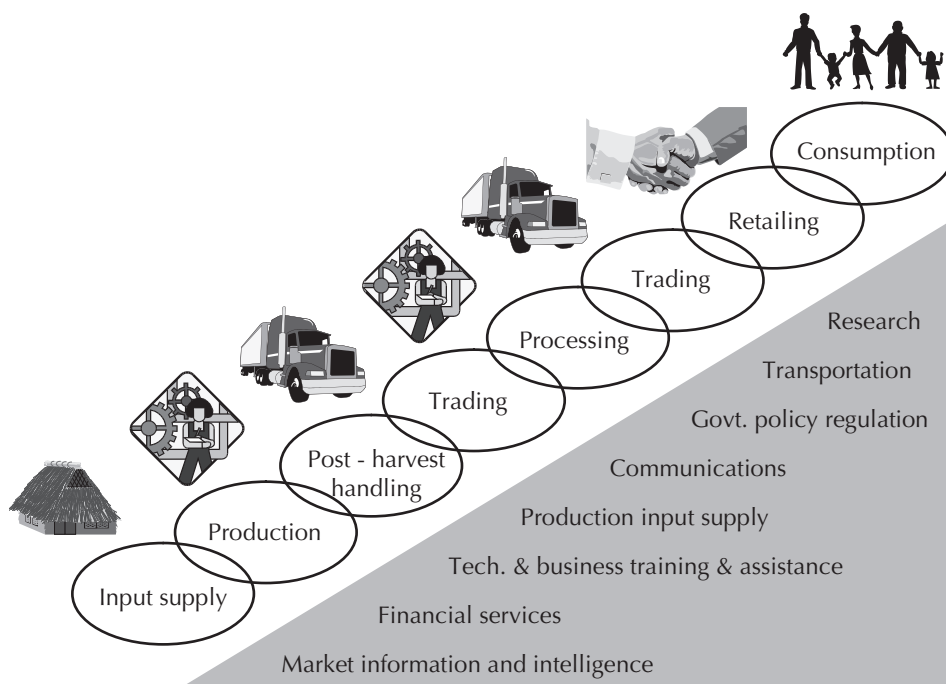 Consumption
Retailing
Trading
Processing
Trading
Post - harvest
handling
Production
Input supply
Research
Transportation
Govt. policy regulation
Communications
Production input supply
Tech. & business training & assistance
Financial services
Market information and intelligence